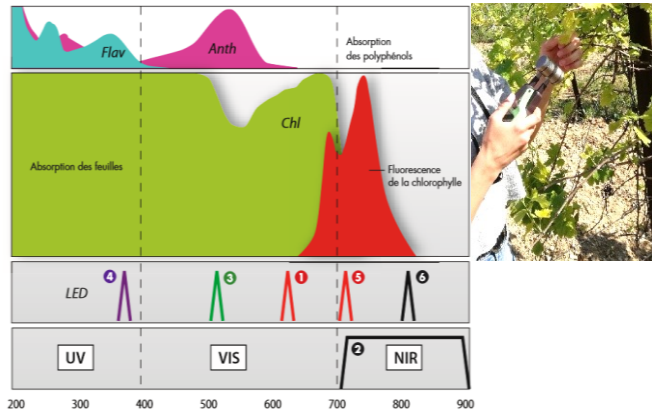 Flav
Anth
Absorption
des polyphénols
Chl
Absorption des feuilles
Fluorescence
de la chlorophylle
LED
4
3
1
5
6
2
UV
VIS
NIR
200 300 400 500 600 700 800 900